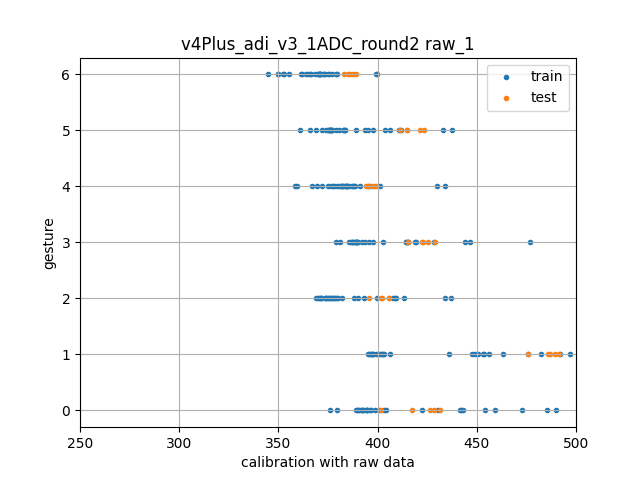 v4Plus_adi_v3_1ADC_round2 raw_1
train
test
gesture
6
5
4
3
2
1
0
250
300
350
400
450
500
calibration with raw data